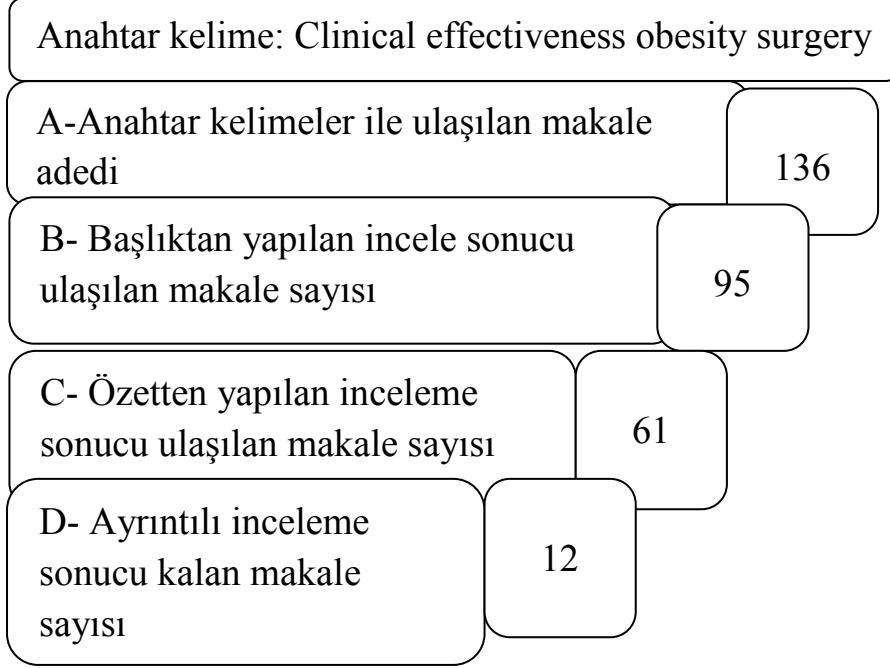 Anahtar kelime: Clinical effectiveness obesity surgery
A-Anahtar kelimeler ile ulaşılan makale
adedi
136
B- Başlıktan yapılan incele sonucu
ulaşılan makale sayısı
95
C- Özetten yapılan inceleme
sonucu ulaşılan makale sayısı
61
D- Ayrıntılı inceleme
sonucu kalan makale
sayısı
12